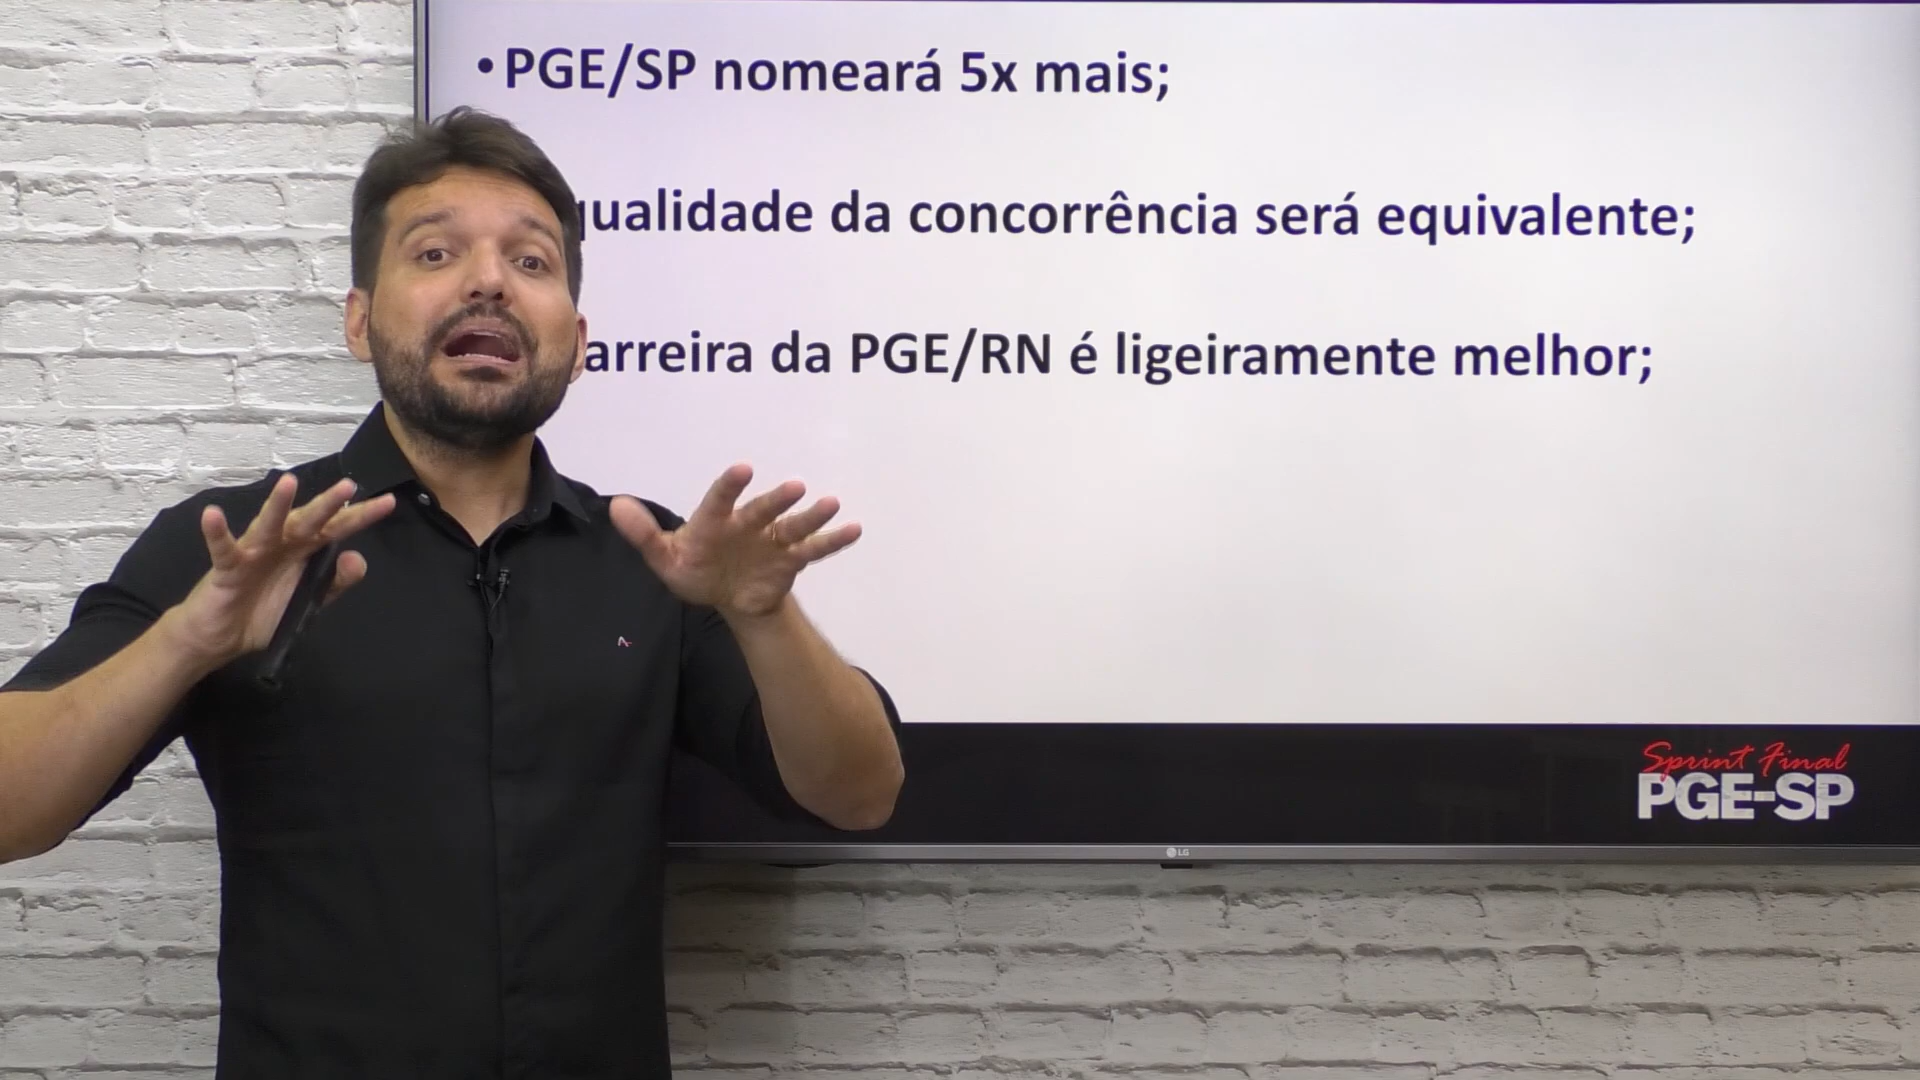 • PGE/SP nomeará 5x mais;
qualidade da concorrência será equivalente;
da PGE/RN é ligeiramente melhor;
Sprint Final
PGE-SP
LG